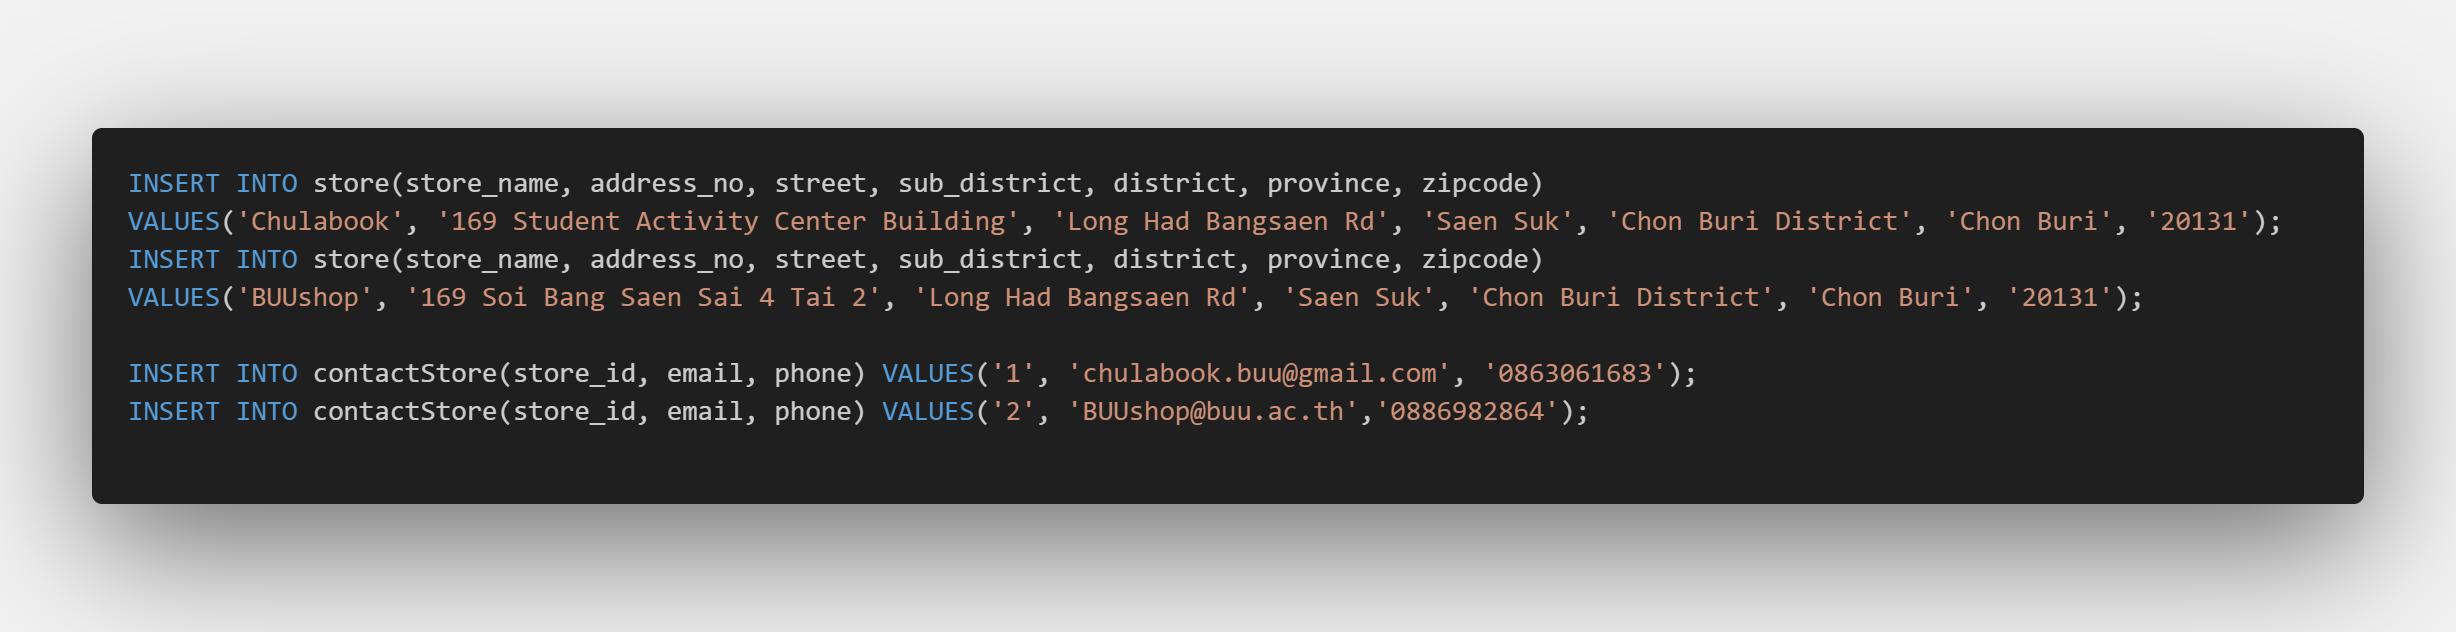 INSERT INTO store(store_name, address_no, street, sub_district, district, province, zipcode)
VALUES('Chulabook', '169 Student Activity Center Building', 'Long Had Bangsaen Rd', 'Saen Suk', 'Chon Buri District', 'Chon Buri', '20131');
INSERT INTO store(store_name, address_no, street, sub_district, district, province, zipcode)
VALUES('BUUshop', '169 Soi Bang Saen Sai 4 Tai 2', 'Long Had Bangsaen Rd', 'Saen Suk', 'Chon Buri District', 'Chon Buri', '20131');
INSERT INTO contactStore(store_id, email, phone) VALUES('1', 'chulabook.buu@gmail.com', '0863061683');
INSERT INTO contactStore(store_id, email, phone) VALUES('2', 'BUUshop@buu.ac.th','0886982864');